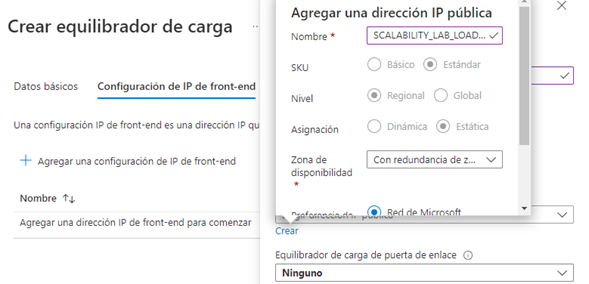 Crear equilibrador de carga ...
Datos básicos
Configuración de IP de front-end
Una configuración IP de front-end es una dirección IP qu
+ Agregar una configuración de IP de front-end
Nombre ↑↓
Agregar una dirección IP de front-end para comenzar
Agregar una dirección IP pública
Nombre *
SCALABILITY_LAB_LOAD...
SKU
Básico
Estándar
Nivel
Regional
Global
Asignación
Dinámica
Estática
Zona de
disponibilidad
*
Con redundancia de z...
Red de Microsoft
Crear
Equilibrador de carga de puerta de enlace
Ninguno